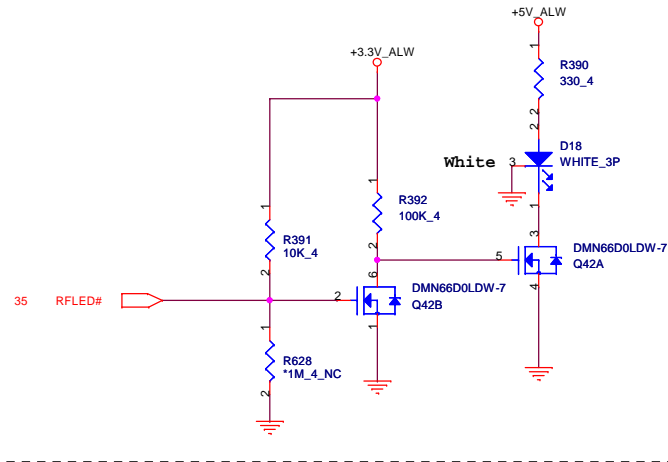 +5V_ALW
+3.3V_ALW
1
R390
330_4
2
2
D18
WHITE_3P
White
3
1
1
R392
100K_4
2
1
R391
10K_4
2
3
DMN66D0LDW-7
Q42A
5
4
6
DMN66D0LDW-7
Q42B
2
1
35 RFLED#
1
R628
*1M_4_NC
2